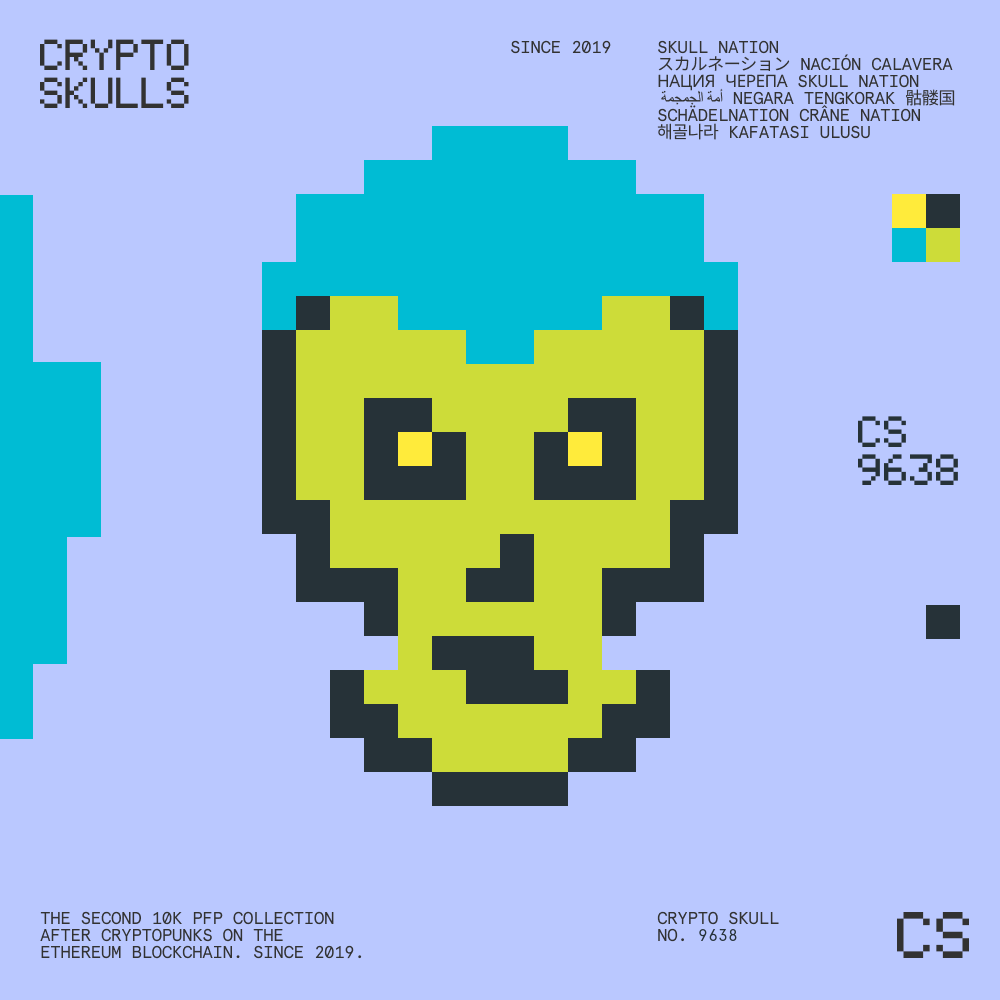 CRYPTO
SKULLS
SINCE 2019
SKULL NATION
スカルネーション NACIÓN CALAVERA
НАЦИЯ ЧЕРЕПА SKULL NATION
أمة الجمجمة NEGARA TENGKORAK 骷髅国
SCHÄDELNATION CRÂNE NATION
해골나라 KAFATASI ULUSU
CS
9638
THE SECOND 10K PFP COLLECTION
AFTER CRYPTOPUNKS ON THE
ETHEREUM BLOCKCHAIN. SINCE 2019.
CRYPTO SKULL
NO. 9638
CS